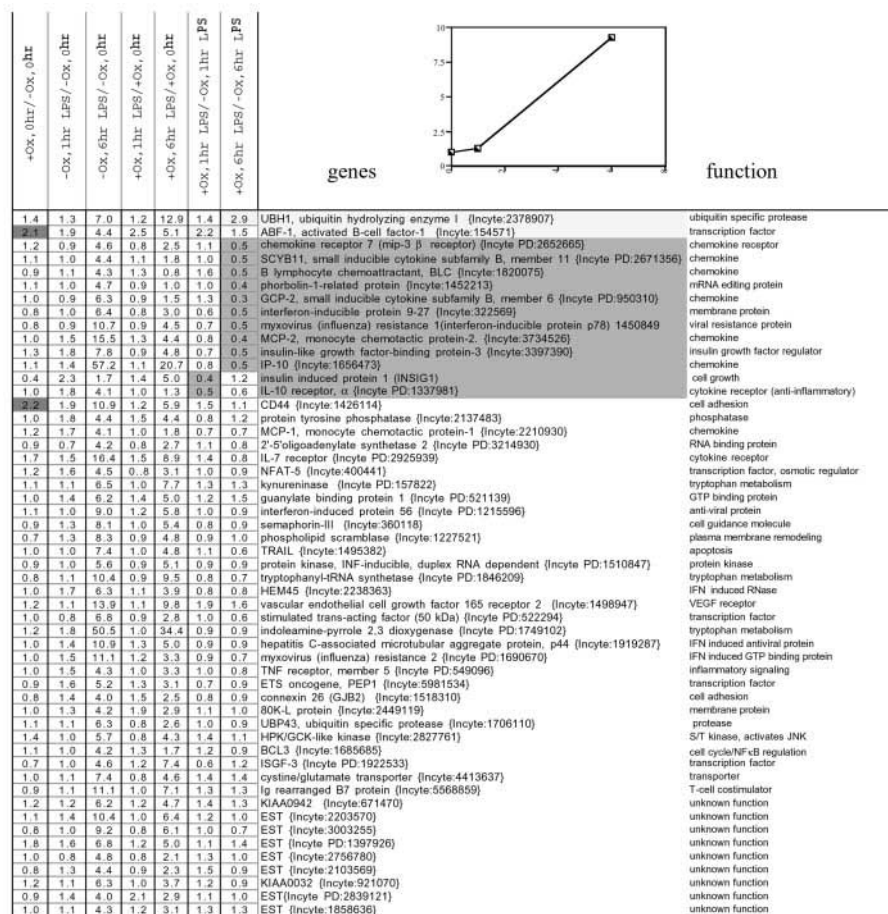 +Ox,0hr/-Ox,0hr
-Ox,1hr LPS/-Ox,0hr
-Ox,6hr LPS/-Ox,0hr
+Ox,1hr LPS/+Ox,0hr
+Ox,6hr LPS/+Ox,0hr
+Ox,1hr LPS/-Ox,1hr LPS
+Ox,6hr LPS/-Ox,6hr LPS
10
7.5
5
2.5
0
genes function
1.4 1.3 7.0 1.2 12.9 1.4 2.9 UBH1, ubiquitin hydrolyzing enzyme I {Incyte:2378907} ubiquitin specific protease
2.1 1.9 4.4 2.5 5.1 2.2 1.5 ABF-1, activated B-cell factor-1 {Incyte:154571} transcription factor
1.2 0.9 4.6 0.8 2.5 1.1 0.5 chemokine receptor 7 (mip-3 β receptor) {Incyte PD:2652665} chemokine receptor
1.1 1.0 4.4 1.1 1.8 1.0 0.5 SCYB11, small inducible cytokine subfamily B, member 11 {Incyte PD:2671356} chemokine
0.9 1.1 4.3 1.3 0.8 1.6 0.5 B lymphocyte chemoattractant, BLC {Incyte:1820075} chemokine
1.1 1.0 4.7 0.9 1.0 1.0 0.4 phorbolin-1-related protein {Incyte:1452213} mRNA editing protein
1.0 0.9 6.3 0.9 1.5 1.3 0.3 GCP-2, small inducible cytokine subfamily B, member 6 {Incyte PD:950310} chemokine
0.8 1.0 6.4 0.8 3.0 0.6 0.5 interferon-inducible protein 9-27 {Incyte:322569} membrane protein
0.8 0.9 10.7 0.9 4.5 0.7 0.5 myxovirus (influenza) resistance 1(interferon-inducible protein p78) 1450849 viral resistance protein
1.0 1.5 15.5 1.3 4.4 0.8 0.4 MCP-2, monocyte chemotactic protein-2. {Incyte:3734526} chemokine
1.3 1.8 7.8 0.9 4.8 0.7 0.5 insulin-like growth factor-binding protein-3 {Incyte:3397390} insulin growth factor regulator
1.1 1.4 57.2 1.1 20.7 0.8 0.4 IP-10 {Incyte:1656473} chemokine
0.4 2.3 1.7 1.4 5.0 0.4 1.2 insulin induced protein 1 (INSIG1) cell growth
1.0 1.8 4.1 1.0 1.3 0.5 0.6 IL-10 receptor, α {Incyte PD:1337981} cytokine receptor (anti-inflammatory)
2.2 1.9 10.9 1.2 5.9 1.5 1.1 CD44 {Incyte:1426114} cell adhesion
1.0 1.8 4.4 1.5 4.4 0.8 1.2 protein tyrosine phosphatase {Incyte:2137483} phosphatase
1.2 1.7 4.1 1.0 1.8 0.7 0.7 MCP-1, monocyte chemotactic protein-1 {Incyte:2210930} chemokine
0.9 0.7 4.2 0.8 2.7 1.1 0.8 2'-5'oligoadenylate synthetase 2 {Incyte:3214930} RNA binding protein
1.7 1.5 16.4 1.5 8.9 1.4 0.8 IL-7 receptor {Incyte PD:2925939} cytokine receptor
1.2 1.6 4.5 0..8 3.1 1.0 0.9 NFAT-5 {Incyte:400441} transcription factor, osmotic regulator
1.1 1.1 6.5 1.0 7.7 1.3 1.3 kynureninase {Incyte PD:157822} tryptophan metabolism
1.0 1.4 6.2 1.4 5.0 1.2 1.5 guanylate binding protein 1 {Incyte PD:521139} GTP binding protein
1.1 1.0 9.0 1.2 5.8 1.0 0.9 interferon-induced protein 56 {Incyte PD:1215596} anti-viral protein
0.9 1.3 8.1 1.0 5.4 0.8 0.9 semaphorin-III {Incyte:360118} cell guidance molecule
0.7 1.3 8.3 0.9 4.8 0.9 1.0 phospholipid scramblase {Incyte:1227521} plasma membrane remodeling
1.0 1.0 7.4 1.0 4.8 1.1 0.6 TRAIL {Incyte:1495382} apoptosis
0.9 1.0 5.6 0.9 5.1 0.9 0.9 protein kinase, INF-inducible, duplex RNA dependent {Incyte PD:1510847} protein kinase
0.8 1.1 10.4 0.9 9.5 0.8 0.7 tryptophanyl-tRNA synthetase {Incyte PD:1846209} tryptophan metabolism
1.0 1.7 6.3 1.1 3.9 0.8 0.8 HEM45 {Incyte:2238363} IFN induced RNase
1.2 1.1 13.9 1.1 9.8 1.9 1.6 vascular endothelial cell growth factor 165 receptor 2 {Incyte:1498947} VEGF receptor
1.0 0.8 6.8 0.9 2.8 1.0 0.6 stimulated trans-acting factor (50 kDa) {Incyte PD:522294} transcription factor
1.2 1.8 50.5 1.0 34.4 0.9 0.9 indoleamine-pyrrole 2,3 dioxygenase {Incyte PD:1749102} tryptophan metabolism
1.0 1.4 10.9 1.3 5.0 0.9 0.9 hepatitis C-associated microtubular aggregate protein, p44 {Incyte:1919287} IFN induced antiviral protein
1.0 1.5 11.1 1.2 3.3 0.9 0.7 myxovirus (influenza) resistance 2 {Incyte:1690670} IFN induced GTP binding protein
1.0 1.5 4.3 1.0 3.3 1.0 0.8 TNF receptor, member 5 {Incyte:549096} inflammatory signaling
0.9 1.6 5.2 1.3 3.1 0.7 0.9 ETS oncogene, PEP1 {Incyte:5981534} transcription factor
0.8 1.4 4.0 1.5 2.5 0.8 0.9 connexin 26 (GJB2) {Incyte:1518310} cell adhesion
1.0 1.3 4.2 1.9 2.9 1.1 1.0 80K-L protein {Incyte:2449119} membrane protein
1.1 1.1 6.3 0.8 2.6 1.0 0.9 UBP43, ubiquitin specific protease {Incyte:1706110} protease
1.4 1.0 5.7 0.8 4.3 1.4 1.1 HPK/GCK-like kinase {Incyte:2827761} S/T kinase, activates JNK
1.1 1.0 4.2 1.3 1.7 1.2 0.9 BCL3 {Incyte:1685685} cell cycle/NFκB regulation
0.7 1.0 4.6 1.2 7.4 0.6 1.2 ISGF-3 {Incyte PD:1922533} transcription factor
1.0 1.1 7.4 0.8 4.6 1.4 1.4 cystine/glutamate transporter {Incyte:4413637} transporter
0.9 1.1 11.1 1.0 7.1 1.3 1.3 Ig rearranged B7 protein {Incyte:5568859} T-cell costimulator
1.2 1.2 6.2 1.2 4.7 1.4 1.3 KIAA0942 {Incyte:671470} unknown function
1.1 1.4 10.4 1.0 6.4 1.2 1.0 EST {Incyte:2203570} unknown function
0.8 1.0 9.2 0.8 6.1 1.0 0.7 EST {Incyte:3003255} unknown function
1.8 1.6 6.8 1.2 5.0 1.1 1.4 EST {Incyte PD:1397926} unknown function
1.0 0.8 4.8 0.8 2.1 1.3 1.0 EST {Incyte:2756780} unknown function
0.8 1.3 4.4 0.9 2.3 1.5 0.9 EST {Incyte:2103569} unknown function
1.2 1.1 6.3 1.0 3.7 1.2 0.9 KIAA0032 {Incyte:921070} unknown function
0.9 1.4 4.0 2.1 2.9 1.1 1.0 EST{Incyte PD:2839121} unknown function
1.0 1.1 4.3 1.2 3.1 1.3 1.3 EST {Incyte:1858636} unknown function